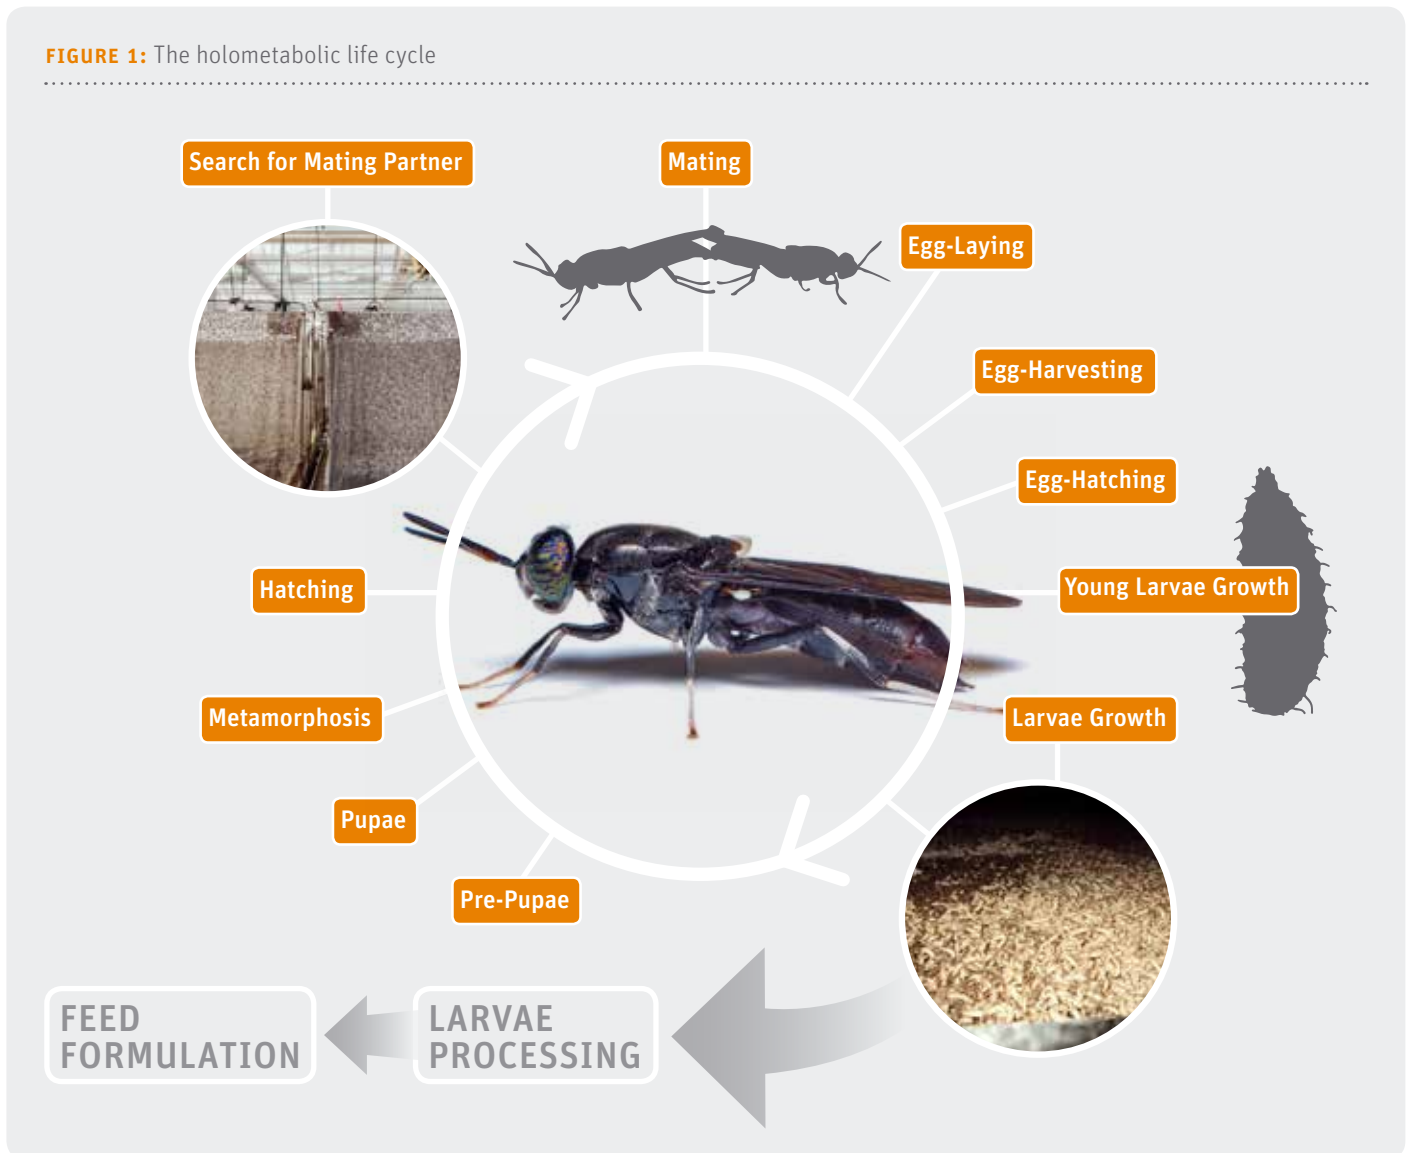 FIGURE 1: The holometabolic life cycle
Search for Mating Partner
Mating
Egg-Laying
Egg-Harvesting
Egg-Hatching
Young Larvae Growth
Larvae Growth
Pre-Pupae
Pupae
Metamorphosis
Hatching
LARVAE
PROCESSING
FEED
FORMULATION